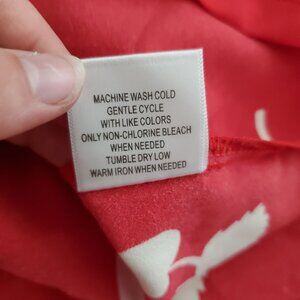 MACHINE WASH COLD
GENTLE CYCLE
WITH LIKE COLORS
ONLY NON-CHLORINE BLEACH
WHEN NEEDED
TUMBLE DRY LOW
WARM IRON WHEN NEEDED